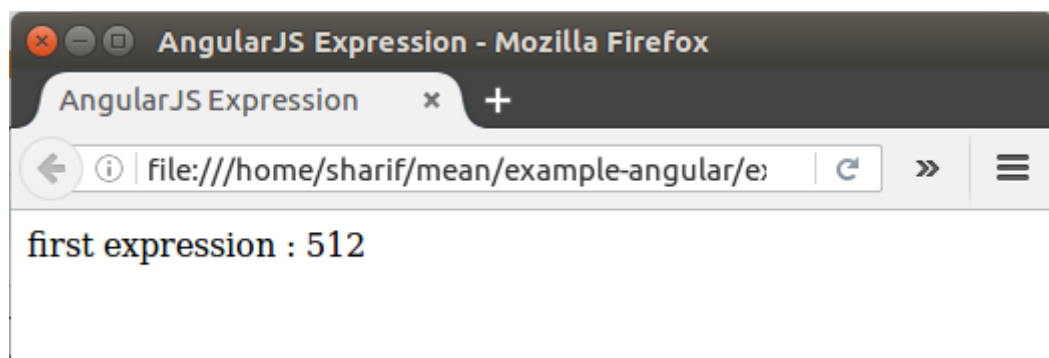 AngularJS Expression - Mozilla Firefox
AngularJS Expression
file:///home/sharif/mean/example-angular/e
first expression : 512